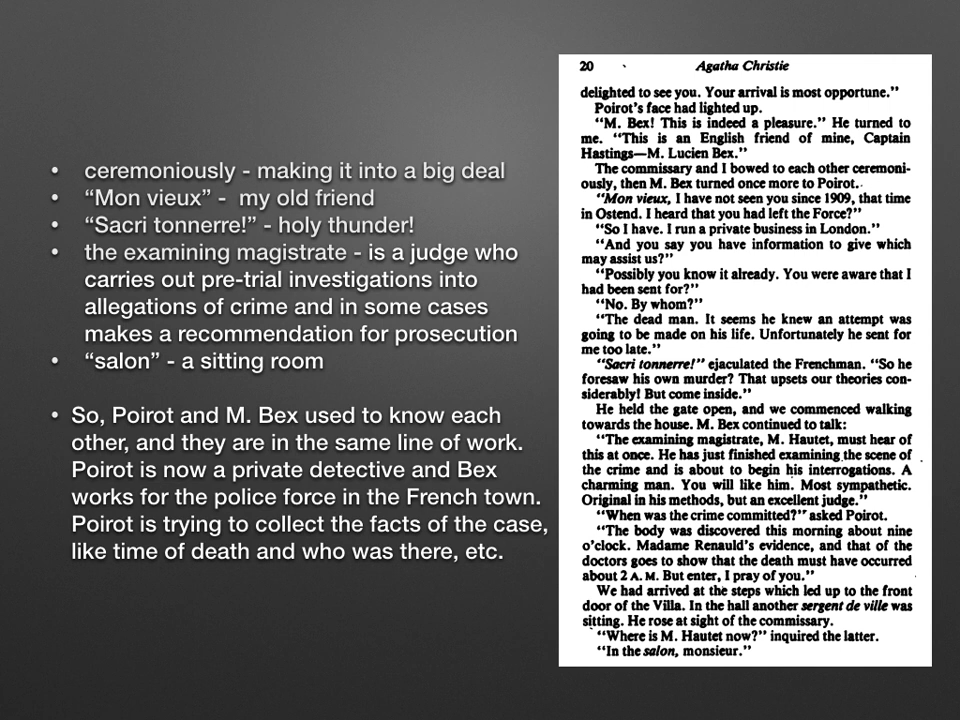 • ceremoniously - making it into a big deal
• “Mon vieux” - my old friend
• “Sacri tonnerre!” - holy thunder!
• the examining magistrate - is a judge who
carries out pre-trial investigations into
allegations of crime and in some cases
makes a recommendation for prosecution
• “salon” - a sitting room
• So, Poirot and M. Bex used to know each
other, and they are in the same line of work.
Poirot is now a private detective and Bex
works for the police force in the French town.
Poirot is trying to collect the facts of the case,
like time of death and who was there, etc.
20 Agatha Christie
delighted to see you. Your arrival is most opportune.”
Poirot’s face had lighted up.
“M. Bex! This is indeed a pleasure.” He turned to
me. “This is an English friend of mine, Captain
Hastings—M. Lucien Bex.”
The commissary and I bowed to each other ceremoni-
ously, then M. Bex turned once more to Poirot.
“Mon vieux, I have not seen you since 1909, that time
in Ostend. I heard that you had left the Force?”
“So I have. I run a private business in London.”
“And you say you have information to give which
may assist us?”
“Possibly you know it already. You were aware that I
had been sent for?”
“No. By whom?”
“The dead man. It seems he knew an attempt was
going to be made on his life. Unfortunately he sent for
me too late.”
“Sacri tonnerre!” ejaculated the Frenchman. “So he
foresaw his own murder? That upsets our theories con-
siderably! But come inside.”
He held the gate open, and we commenced walking
towards the house. M. Bex continued to talk:
“The examining magistrate, M. Hautet, must hear of
this at once. He has just finished examining the scene of
the crime and is about to begin his interrogations. A
charming man. You will like him. Most sympathetic.
Original in his methods, but an excellent judge.”
“When was the crime committed?” asked Poirot.
“The body was discovered this morning about nine
o’clock. Madame Renauld’s evidence, and that of the
doctors goes to show that the death must have occurred
about 2 A. M. But enter, I pray of you.”
We had arrived at the steps which led up to the front
door of the Villa. In the hall another sergent de ville was
sitting. He rose at sight of the commissary.
“Where is M. Hautet now?” inquired the latter.
“In the salon, monsieur.”